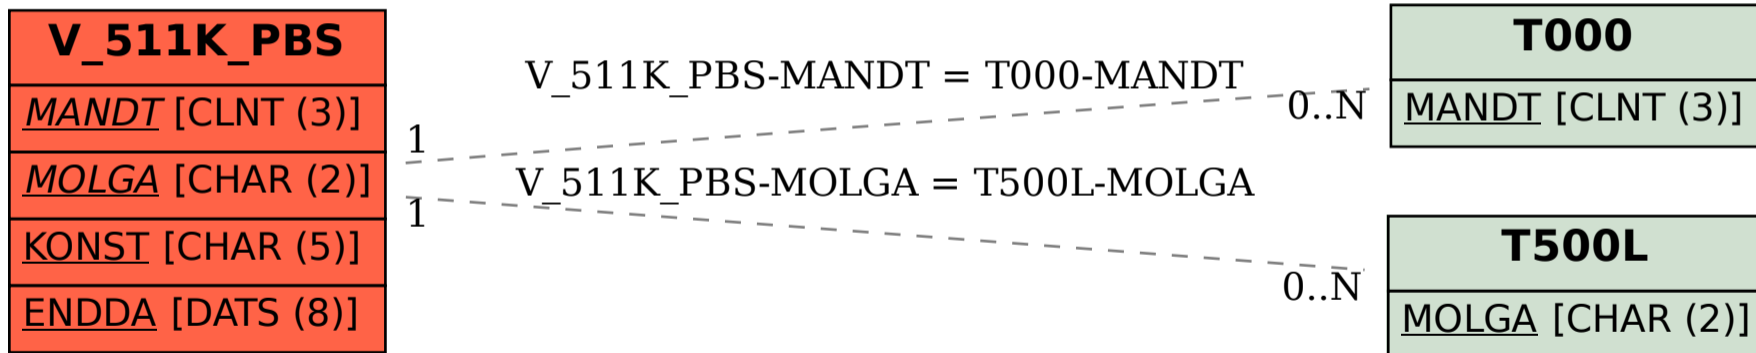 V_511K_PBS
MANDT [CLNT (3)]
MOLGA [CHAR (2)]
KONST [CHAR (5)]
ENDDA [DATS (8)]
V_511K_PBS-MANDT = T000-MANDT
1
0..N
V_511K_PBS-MOLGA = T500L-MOLGA
1
0..N
T000
MANDT [CLNT (3)]
T500L
MOLGA [CHAR (2)]